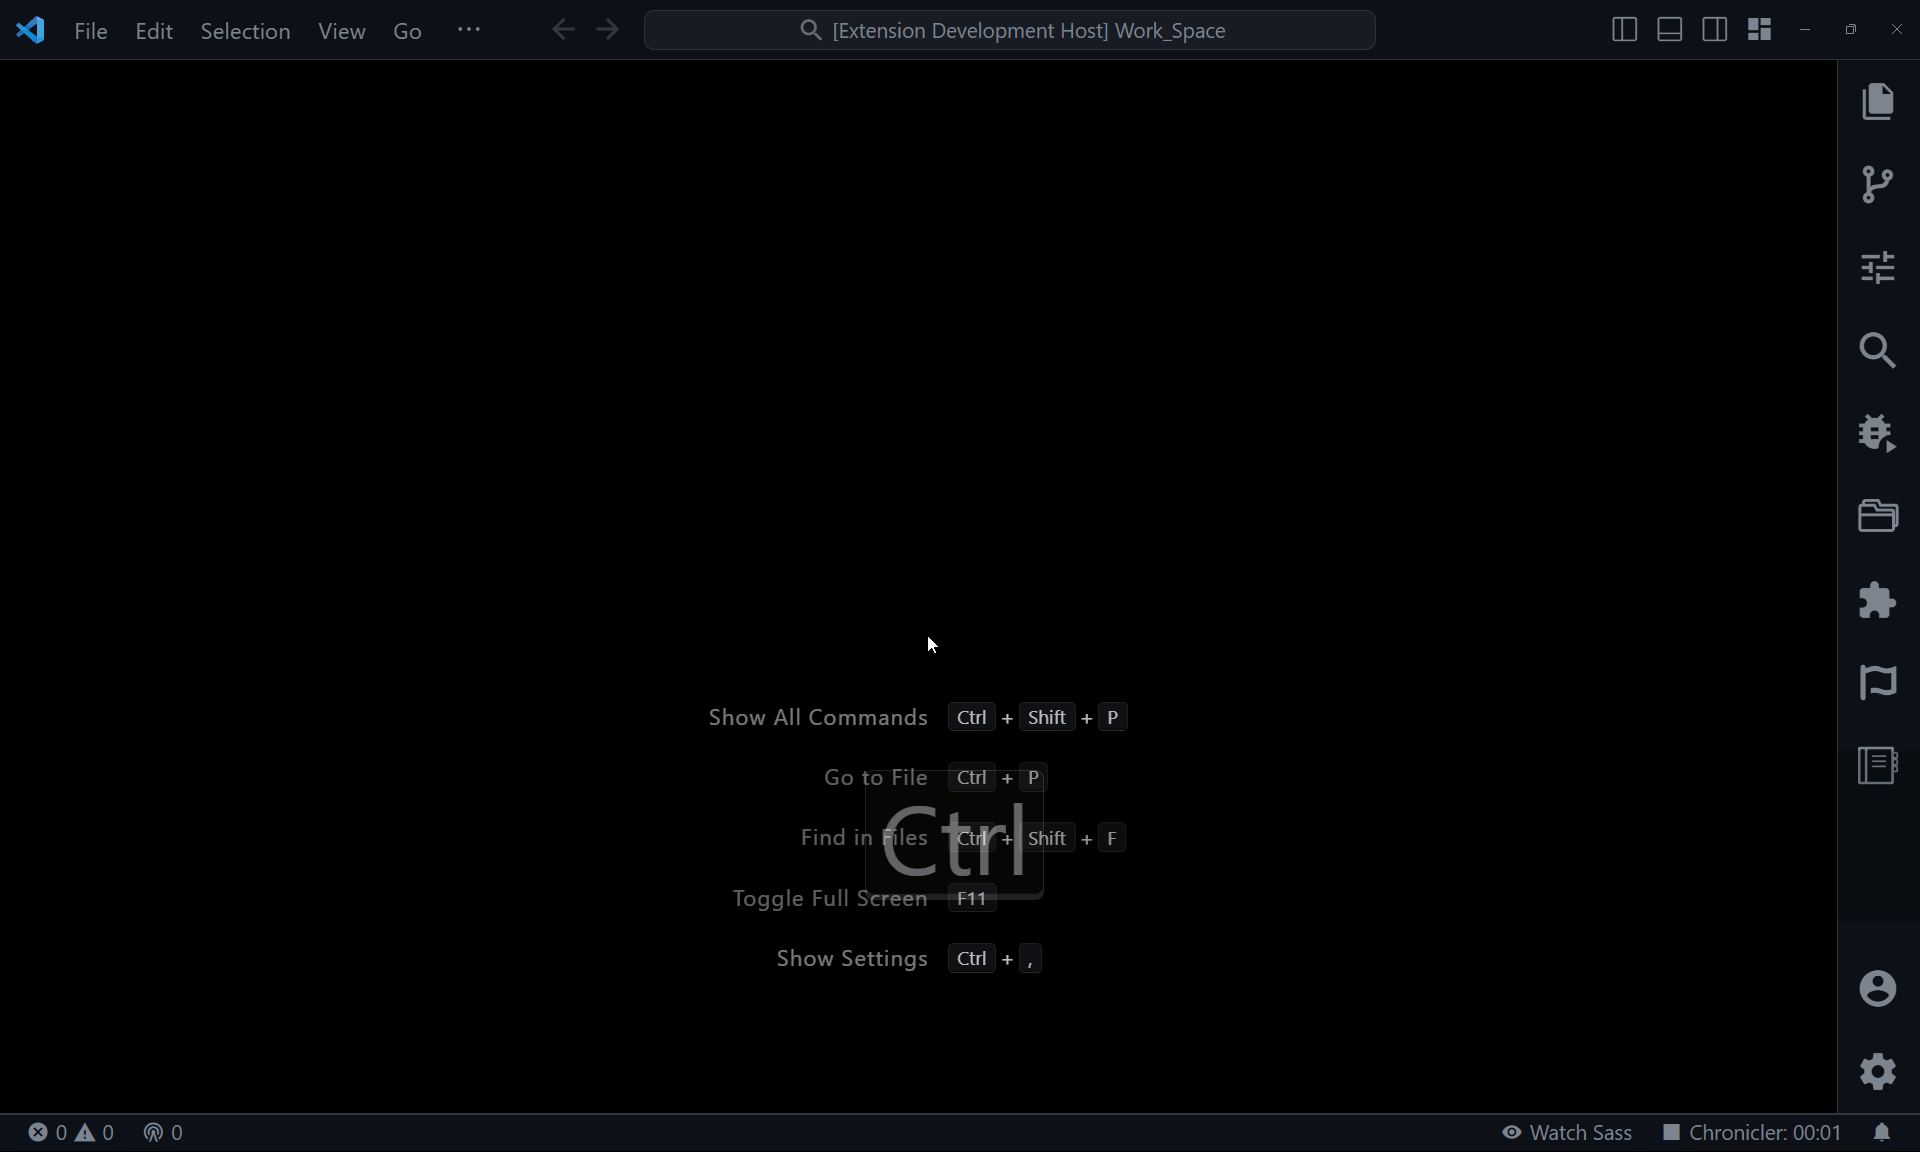 File Edit Selection View Go ··· [Extension Development Host] Work_Space
Show All Commands Ctrl + Shift + P
Go to File Ctrl + P
Find in Files Ctrl + Shift + F
Ctrl
Toggle Full Screen F11
Show Settings Ctrl + ,
0 0 0 Watch Sass Chronicler: 00:01